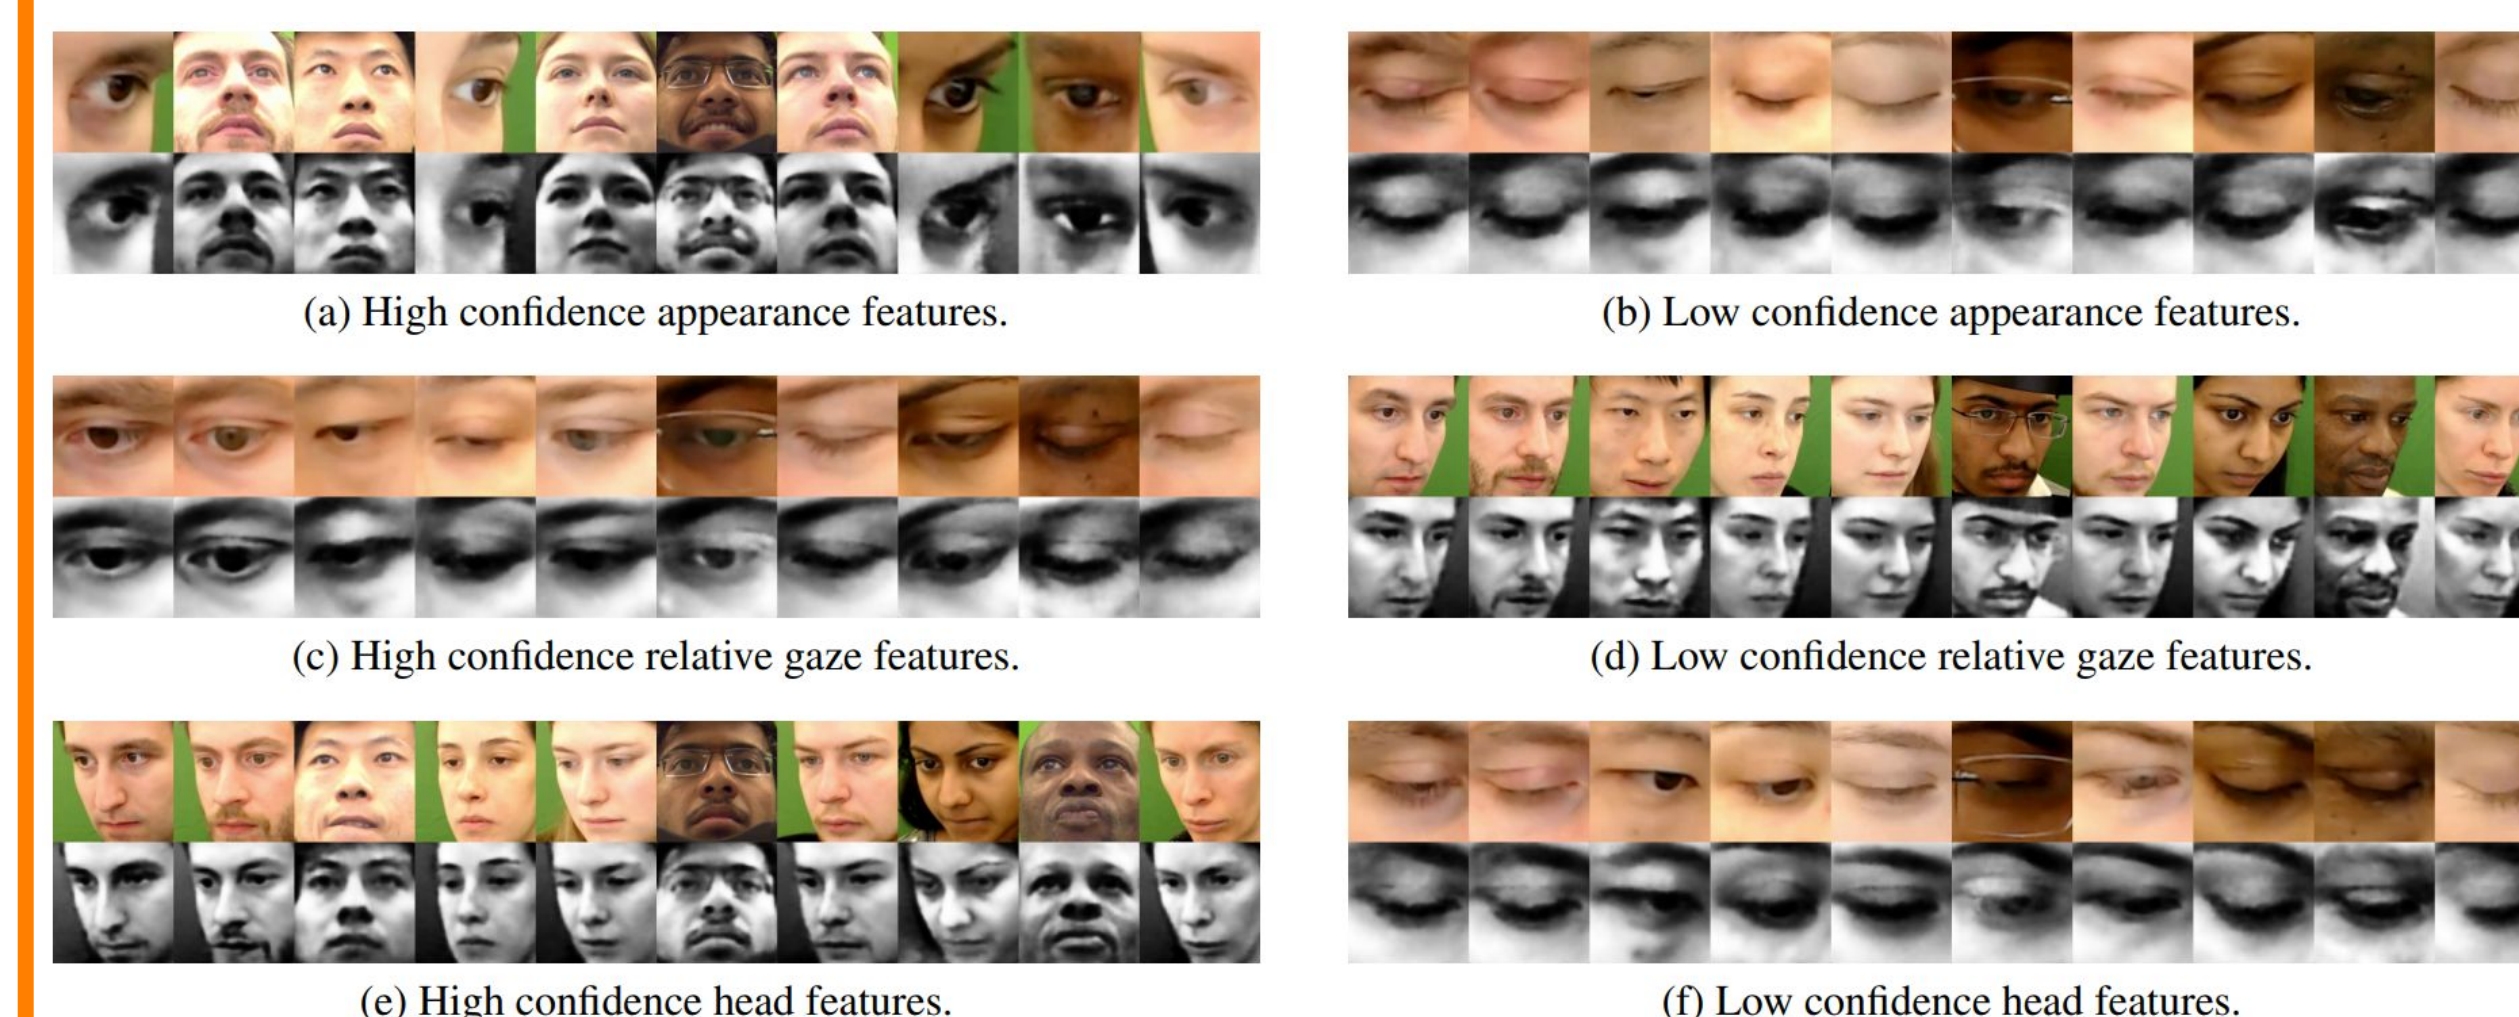 (a) High confidence appearance features.
(b) Low confidence appearance features.
(c) High confidence relative gaze features.
(d) Low confidence relative gaze features.
(e) High confidence head features.
(f) Low confidence head features.